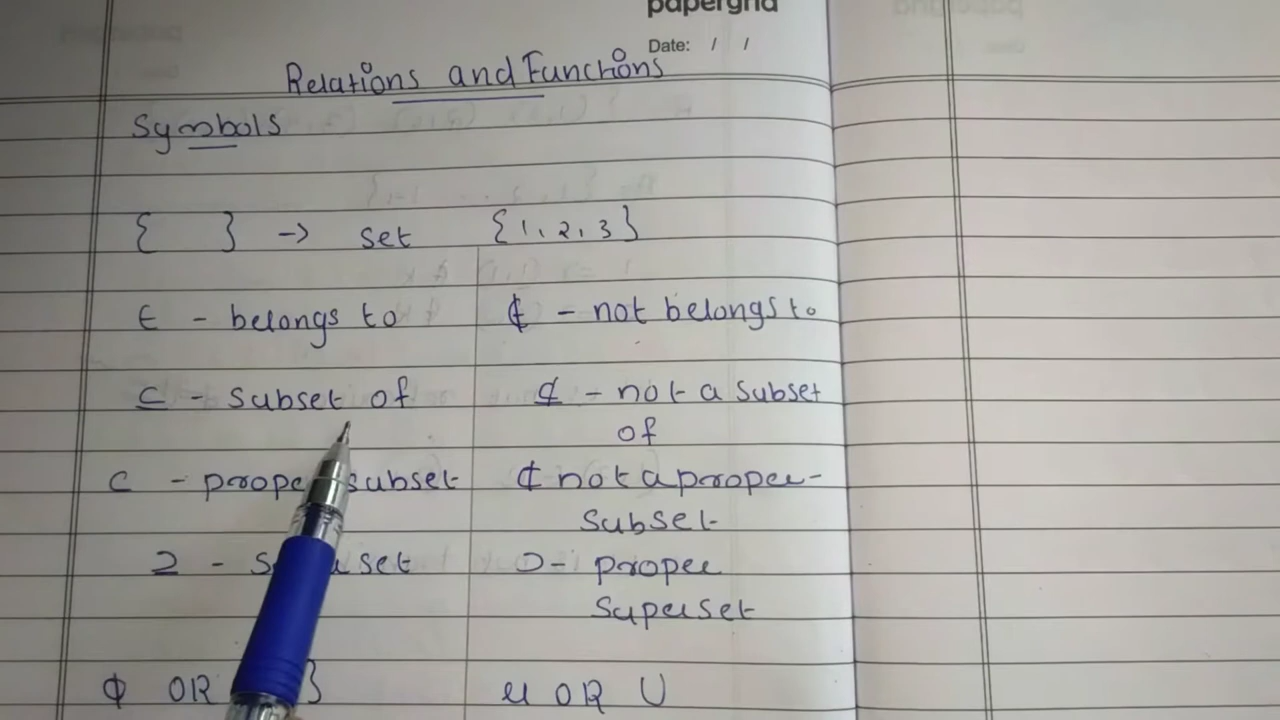 papergrid
Date: / /
Relations and Functions
Symbols
{ } -> set {1, 2, 3}
∈ - belongs to ∉ - not belongs to
⊆ - subset of ⊈ - not a subset
of
⊂ - proper subset ⊄ not a proper-
subset
⊇ - set ⊃ - proper
superset
ϕ OR } μ OR U